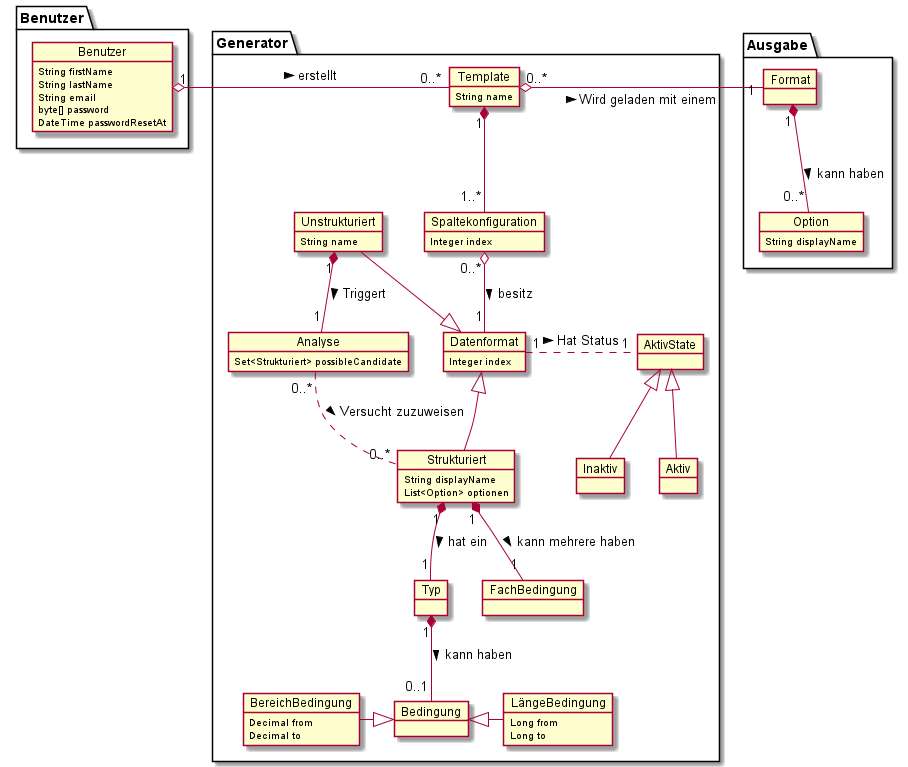 Benutzer
Benutzer
String firstName
String lastName
String email
byte[] password
DateTime passwordResetAt
1
erstellt
0..*
Generator
Template
String name
0..*
Wird geladen mit einem
1
Ausgabe
Format
1
kann haben
0..*
Option
String displayName
1
1..*
Unstrukturiert
String name
Spaltekonfiguration
Integer index
1
Triggert
1
0..*
besitz
1
Analyse
Set<Strukturiert> possibleCandidate
Datenformat
Integer index
1
Hat Status
1
AktivState
0..*
Versucht zuzuweisen
0..*
Strukturiert
String displayName
List<Option> optionen
Inaktiv
Aktiv
1
hat ein
1
1
kann mehrere haben
1
Typ
FachBedingung
1
kann haben
0..1
BereichBedingung
Decimal from
Decimal to
Bedingung
LängeBedingung
Long from
Long to